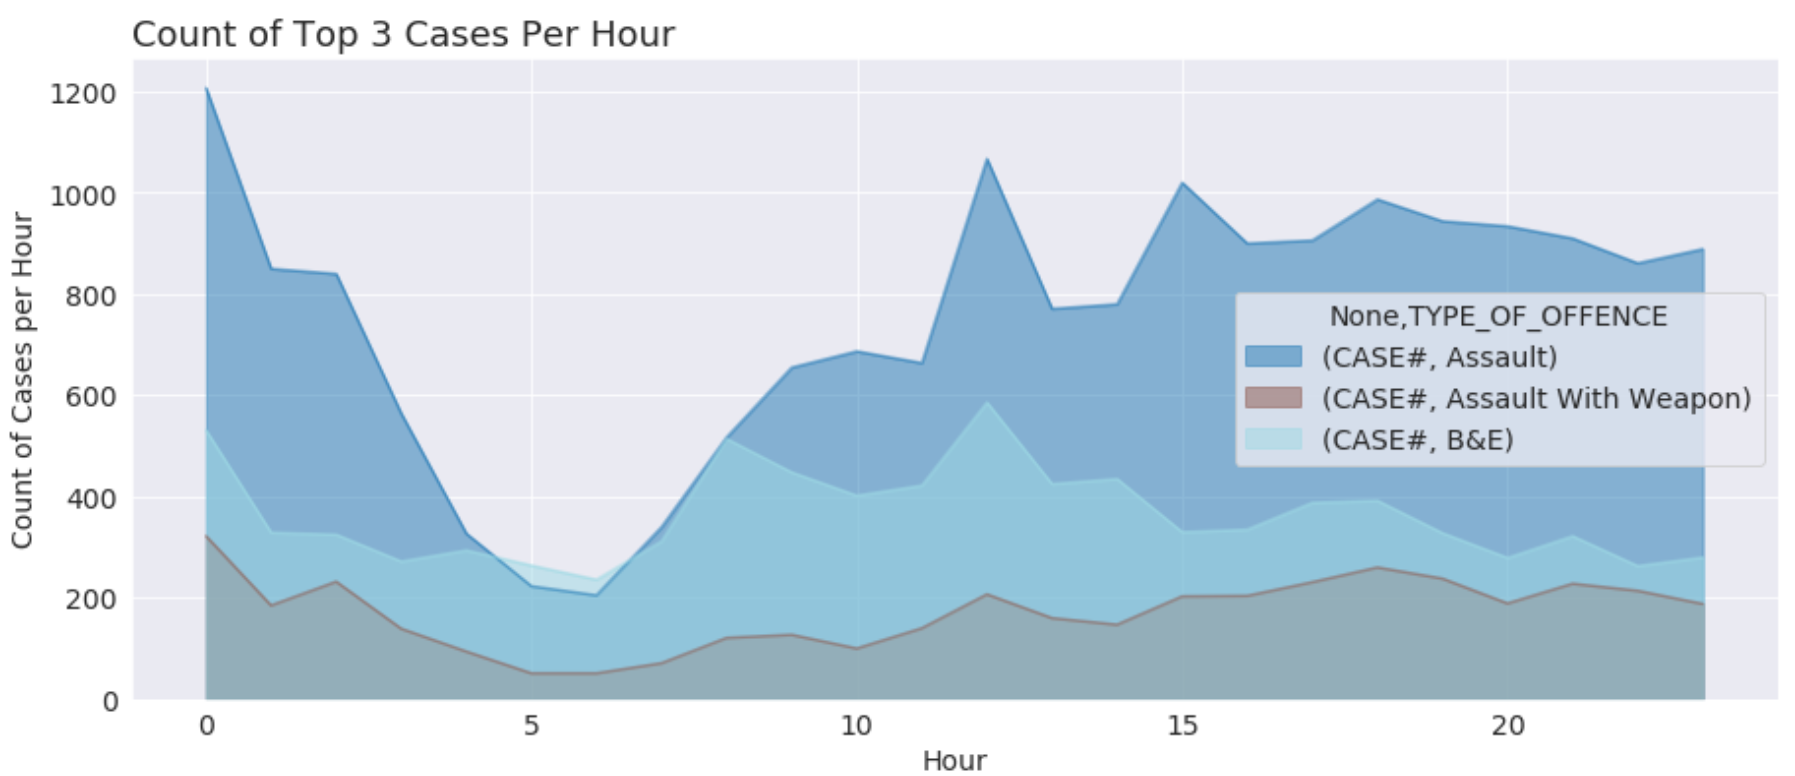 Count of Top 3 Cases Per Hour
Count of Cases per Hour
1200
1000
800
600
400
200
0
None,TYPE_OF_OFFENCE
(CASE#, Assault)
(CASE#, Assault With Weapon)
(CASE#, B&E)
0 5 10 15 20
Hour